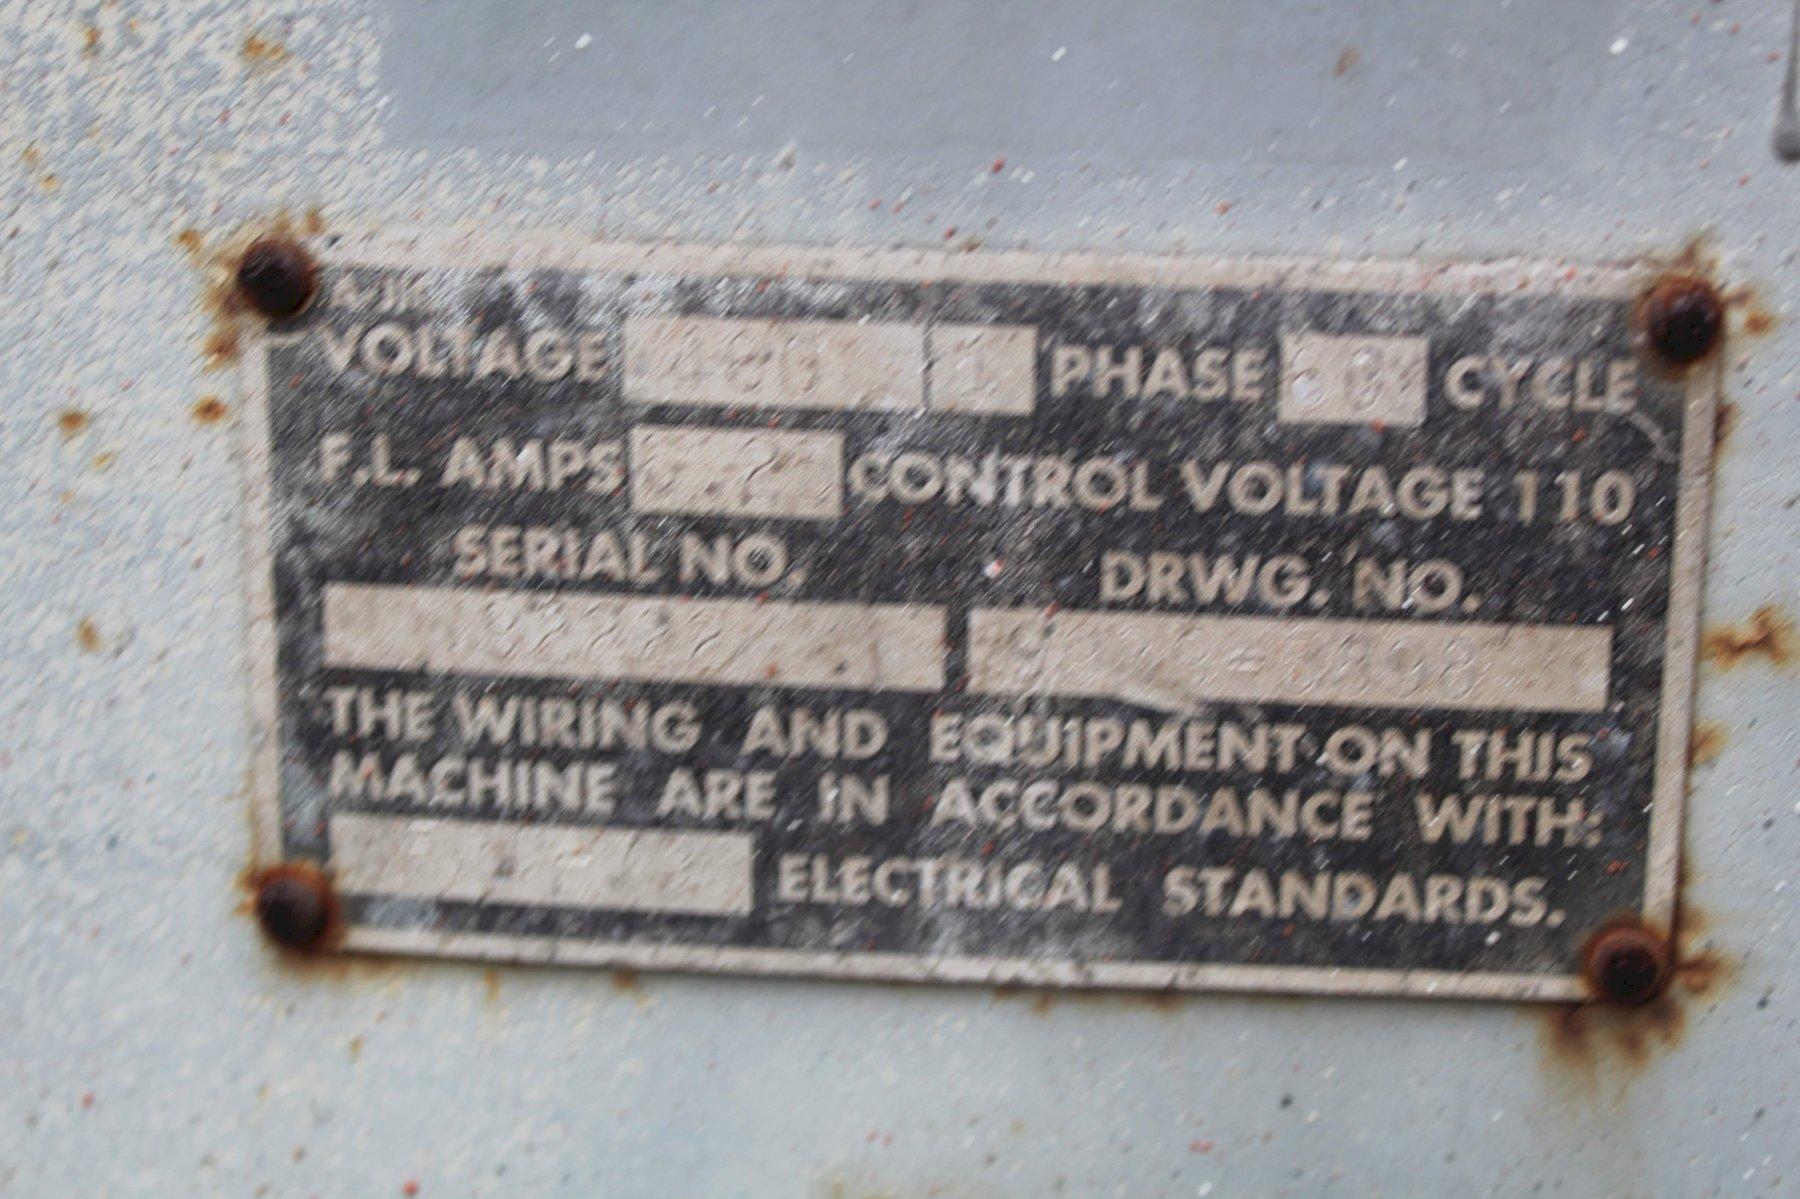 VOLTAGE PHASE CYCLE
F.L. AMPS CONTROL VOLTAGE 110
SERIAL NO. DRWG. NO.
THE WIRING AND EQUIPMENT ON THIS
MACHINE ARE IN ACCORDANCE WITH:
ELECTRICAL STANDARDS.